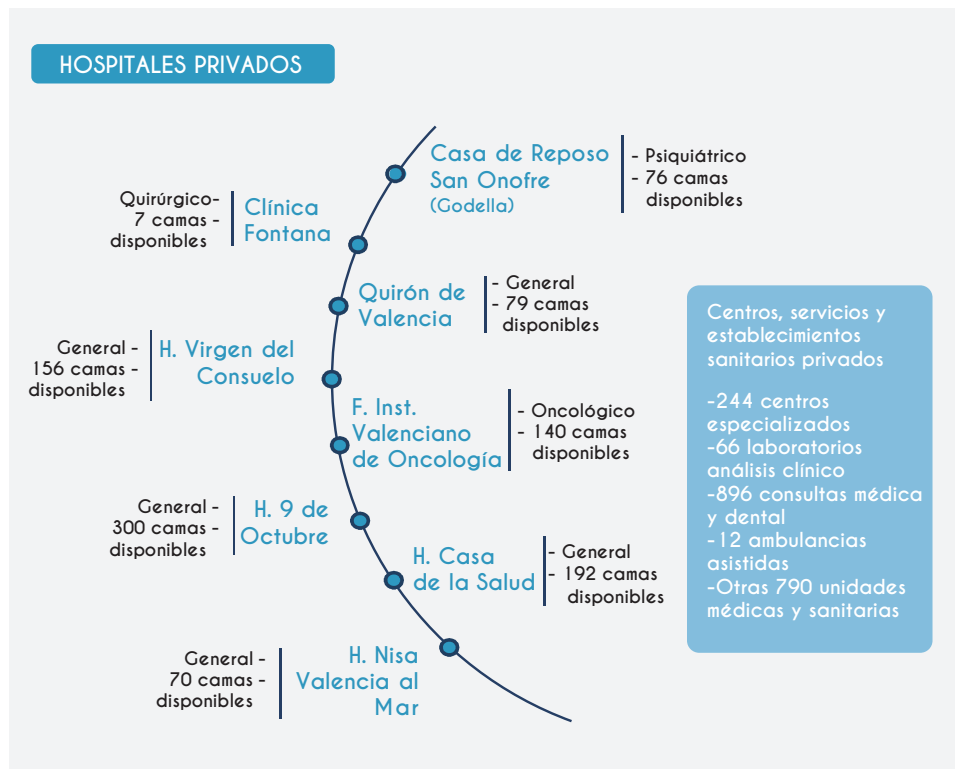 HOSPITALES PRIVADOS
Casa de Reposo
San Onofre
(Godella)
- Psiquiátrico
- 76 camas
disponibles
Quirúrgico-
7 camas -
disponibles
Clínica
Fontana
Quirón de
Valencia
- General
- 79 camas
disponibles
General -
156 camas -
disponibles
H. Virgen del
Consuelo
F. Inst.
Valenciano
de Oncología
- Oncológico
- 140 camas
disponibles
General -
300 camas -
disponibles
H. 9 de
Octubre
H. Casa
de la Salud
- General
- 192 camas
disponibles
General -
70 camas -
disponibles
H. Nisa
Valencia al
Mar
Centros, servicios y
establecimientos
sanitarios privados
-244 centros
especializados
-66 laboratorios
análisis clínico
-896 consultas médica
y dental
-12 ambulancias
asistidas
-Otras 790 unidades
médicas y sanitarias